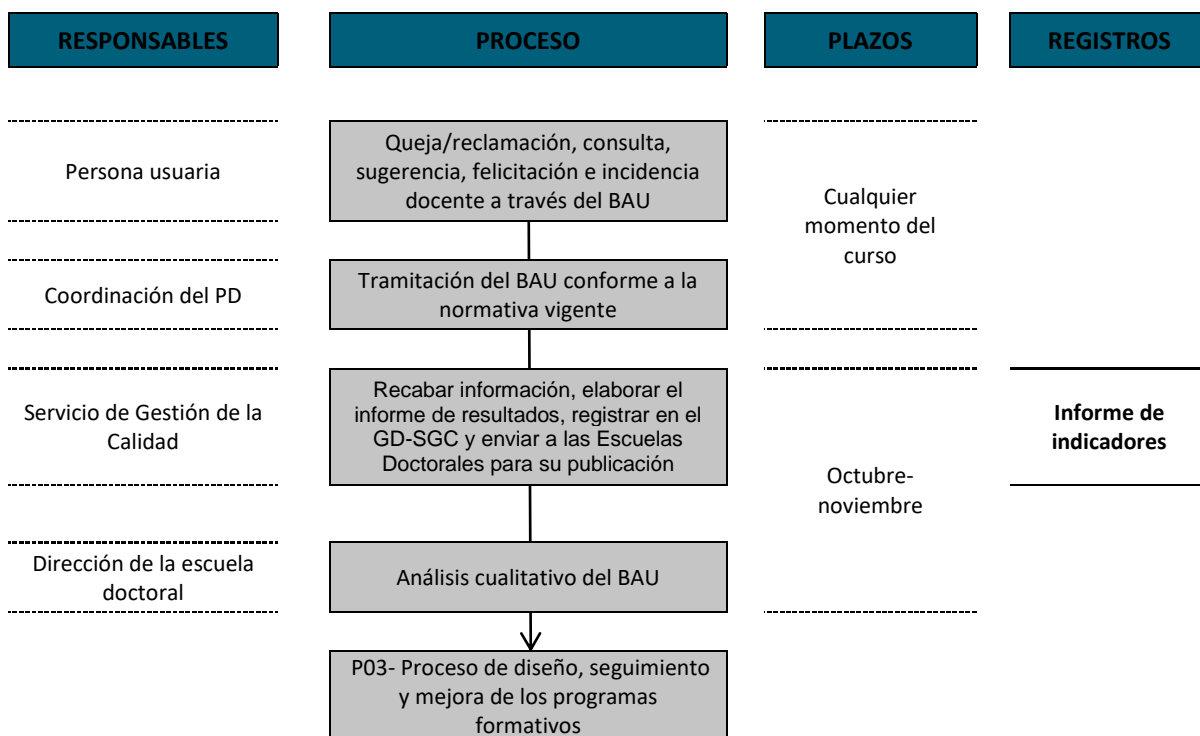 RESPONSABLES
PROCESO
PLAZOS
REGISTROS
Persona usuaria
Queja/reclamación, consulta,
sugerencia, felicitación e incidencia
docente a través del BAU
Cualquier
momento del
curso
Coordinación del PD
Tramitación del BAU conforme a la
normativa vigente
Servicio de Gestión de la
Calidad
Recabar información, elaborar el
informe de resultados, registrar en el
GD-SGC y enviar a las Escuelas
Doctorales para su publicación
Octubre-
noviembre
Informe de
indicadores
Dirección de la escuela
doctoral
Análisis cualitativo del BAU
P03- Proceso de diseño, seguimiento
y mejora de los programas
formativos